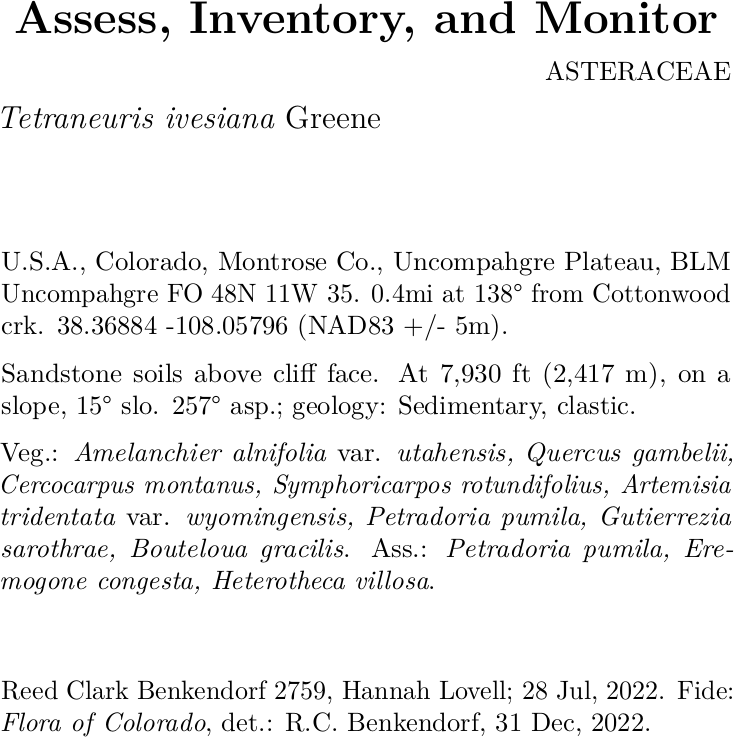 Assess, Inventory, and Monitor
ASTERACEAE
Tetraneuris ivesiana Greene
U.S.A., Colorado, Montrose Co., Uncompahgre Plateau, BLM
Uncompahgre FO 48N 11W 35. 0.4mi at 138° from Cottonwood
crk. 38.36884 -108.05796 (NAD83 +/- 5m).
Sandstone soils above cliff face. At 7,930 ft (2,417 m), on a
slope, 15° slo. 257° asp.; geology: Sedimentary, clastic.
Veg.: Amelanchier alnifolia var. utahensis, Quercus gambelii,
Cercocarpus montanus, Symphoricarpos rotundifolius, Artemisia
tridentata var. wyomingensis, Petradoria pumila, Gutierrezia
sarothrae, Bouteloua gracilis. Ass.: Petradoria pumila, Ere-
mogone congesta, Heterotheca villosa.
Reed Clark Benkendorf 2759, Hannah Lovell; 28 Jul, 2022. Fide:
Flora of Colorado, det.: R.C. Benkendorf, 31 Dec, 2022.